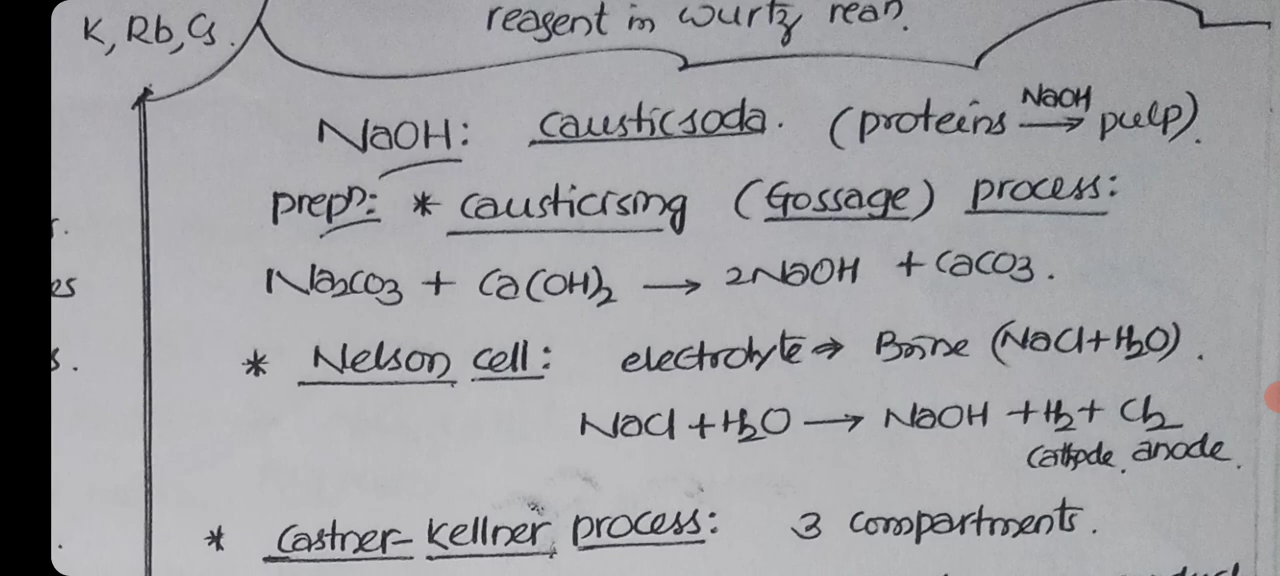 K, Rb, Cs.
reagent in wurtz rean.
NaOH: causticsoda. (proteins NaOH → pulp).
prepn: * causticising (Gossage) process:
es
Na2CO3 + Ca(OH)2 → 2NaOH + CaCO3.
s.
* Nelson cell: electrolyte ⇒ Brine (NaCl+H2O).
NaCl + H2O → NaOH + H2 + Cl2
cathode, anode.
* Castner-Kellner process: 3 compartments.